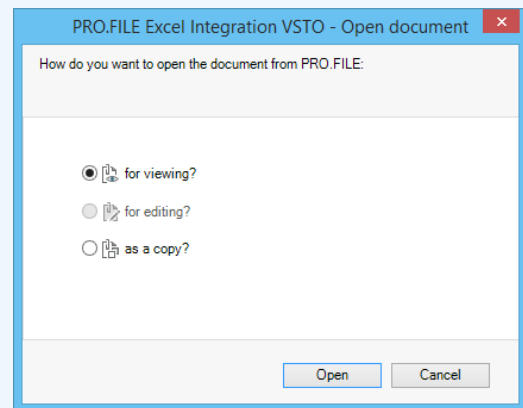 PRO.FILE Excel Integration VSTO - Open document
How do you want to open the document from PRO.FILE:
for viewing?
for editing?
as a copy?
Open Cancel